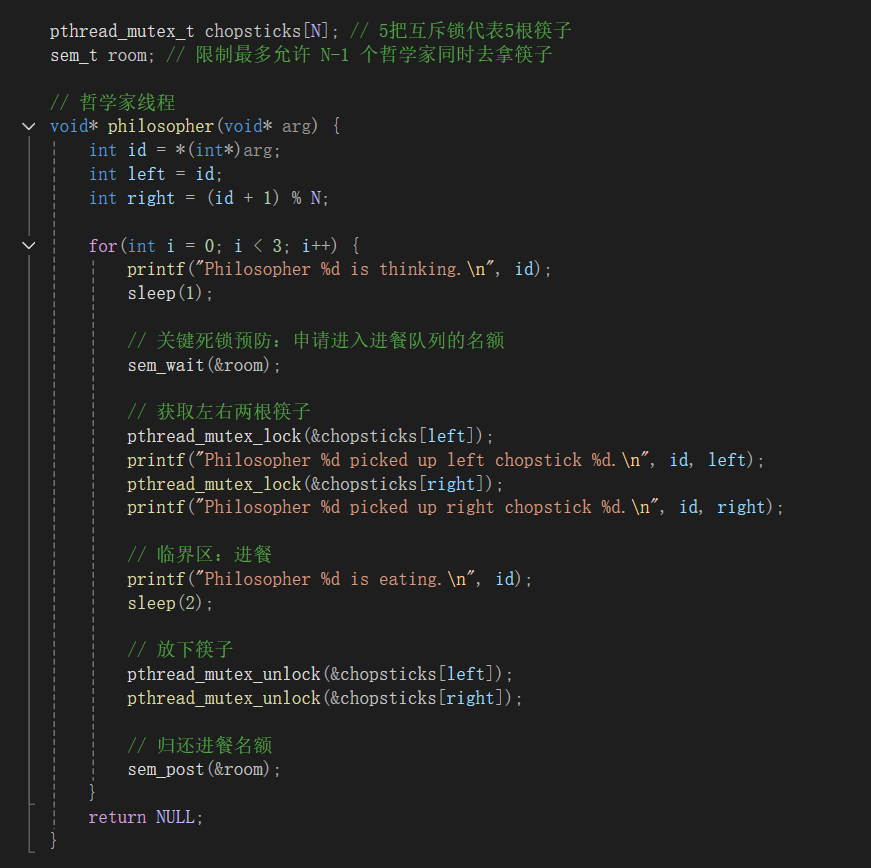 pthread_mutex_t chopsticks[N]; // 5把互斥锁代表5根筷子
sem_t room; // 限制最多允许 N-1 个哲学家同时去拿筷子
// 哲学家线程
void* philosopher(void* arg) {
int id = *(int*)arg;
int left = id;
int right = (id + 1) % N;
for(int i = 0; i < 3; i++) {
printf("Philosopher %d is thinking.\n", id);
sleep(1);
// 关键死锁预防: 申请进入进餐队列的名额
sem_wait(&room);
// 获取左右两根筷子
pthread_mutex_lock(&chopsticks[left]);
printf("Philosopher %d picked up left chopstick %d.\n", id, left);
pthread_mutex_lock(&chopsticks[right]);
printf("Philosopher %d picked up right chopstick %d.\n", id, right);
// 临界区: 进餐
printf("Philosopher %d is eating.\n", id);
sleep(2);
// 放下筷子
pthread_mutex_unlock(&chopsticks[left]);
pthread_mutex_unlock(&chopsticks[right]);
// 归还进餐名额
sem_post(&room);
}
return NULL;
}